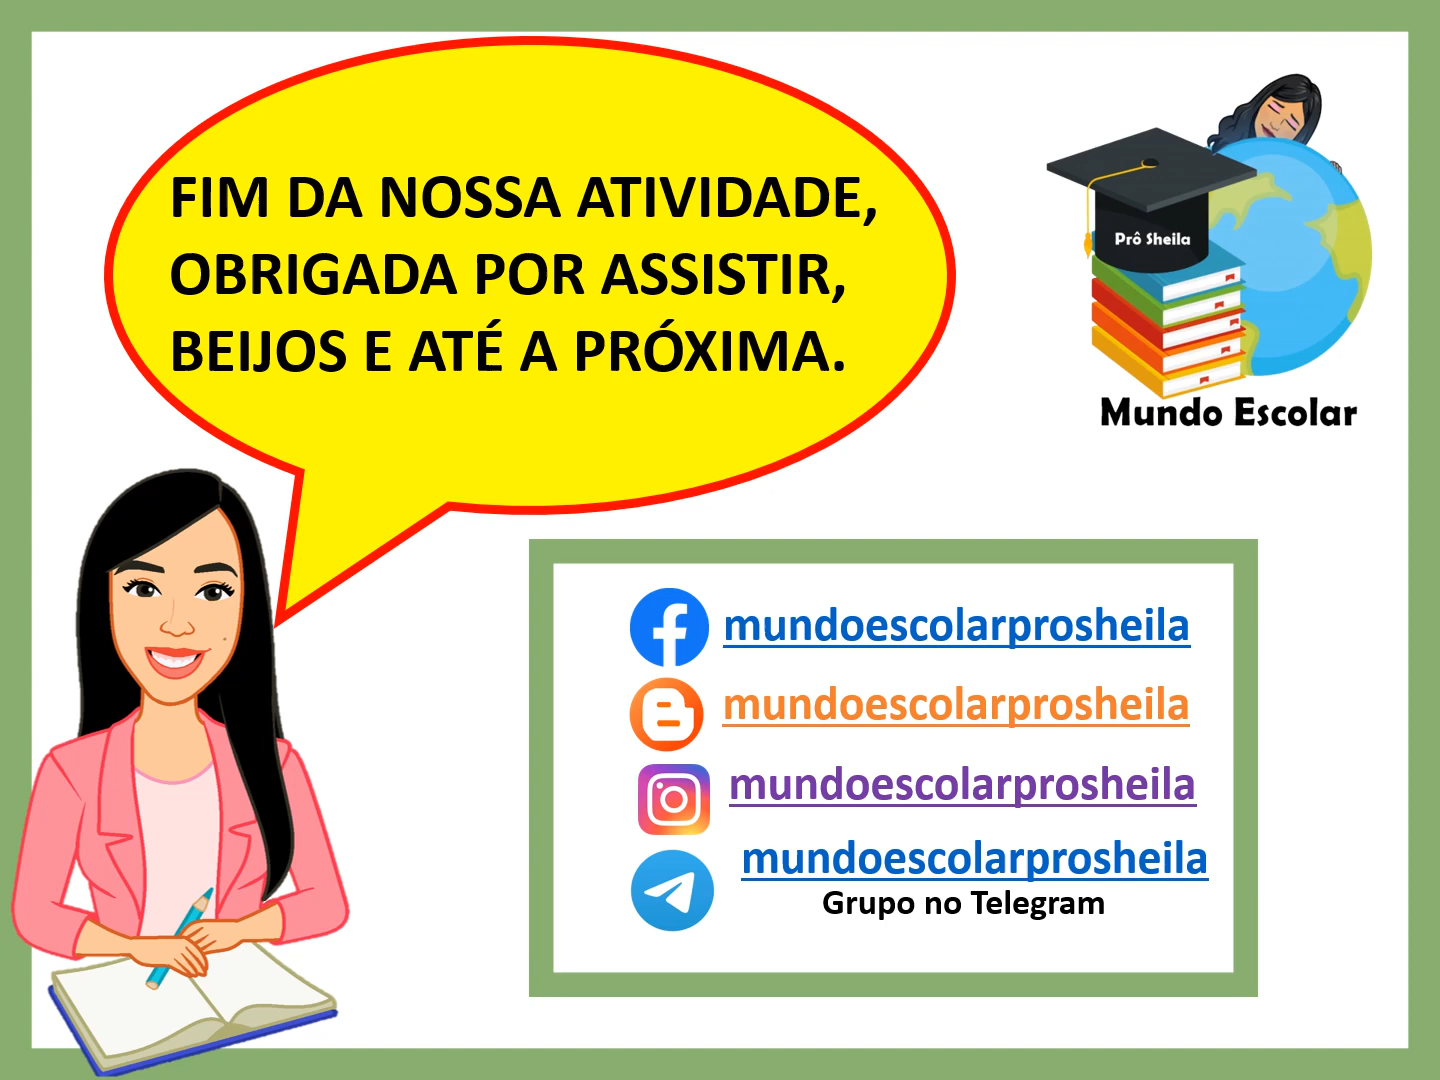 FIM DA NOSSA ATIVIDADE,
OBRIGADA POR ASSISTIR,
BEIJOS E ATÉ A PRÓXIMA.
Prô Sheila
Mundo Escolar
mundoescolarprosheila
mundoescolarprosheila
mundoescolarprosheila
mundoescolarprosheila
Grupo no Telegram